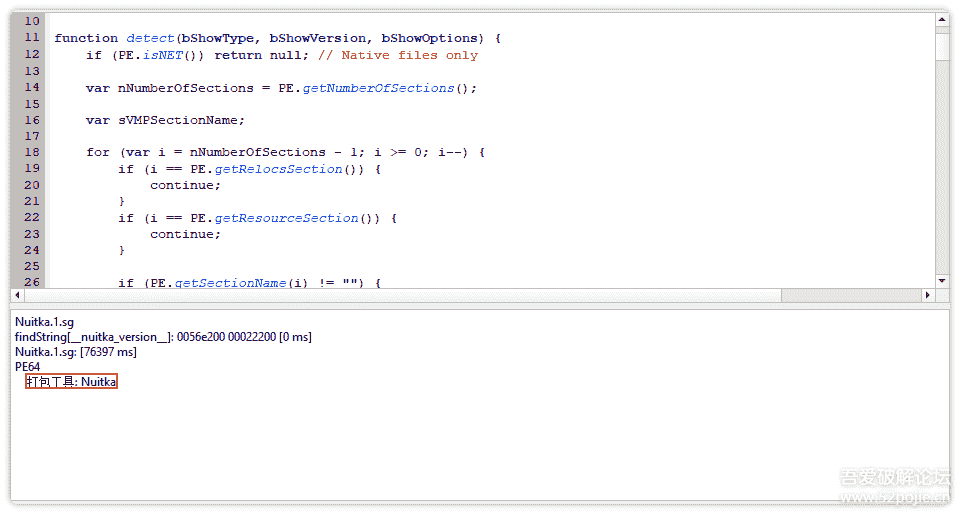 10
11 function detect(bShowType, bShowVersion, bShowOptions) {
12 if (PE.isNET()) return null; // Native files only
13
14 var nNumberOfSections = PE.getNumberOfSections();
15
16 var sVMPSectionName;
17
18 for (var i = nNumberOfSections - 1; i >= 0; i--) {
19 if (i == PE.getRelocsSection()) {
20 continue;
21 }
22 if (i == PE.getResourceSection()) {
23 continue;
24 }
25
26 if (PE.getSectionName(i) != "") {
Nuitka.1.sg
findString[__nuitka_version__]: 0056e200 00022200 [0 ms]
Nuitka.1.sg: [76397 ms]
PE64
打包工具: Nuitka
吾爱破解论坛
www.52pojie.cn